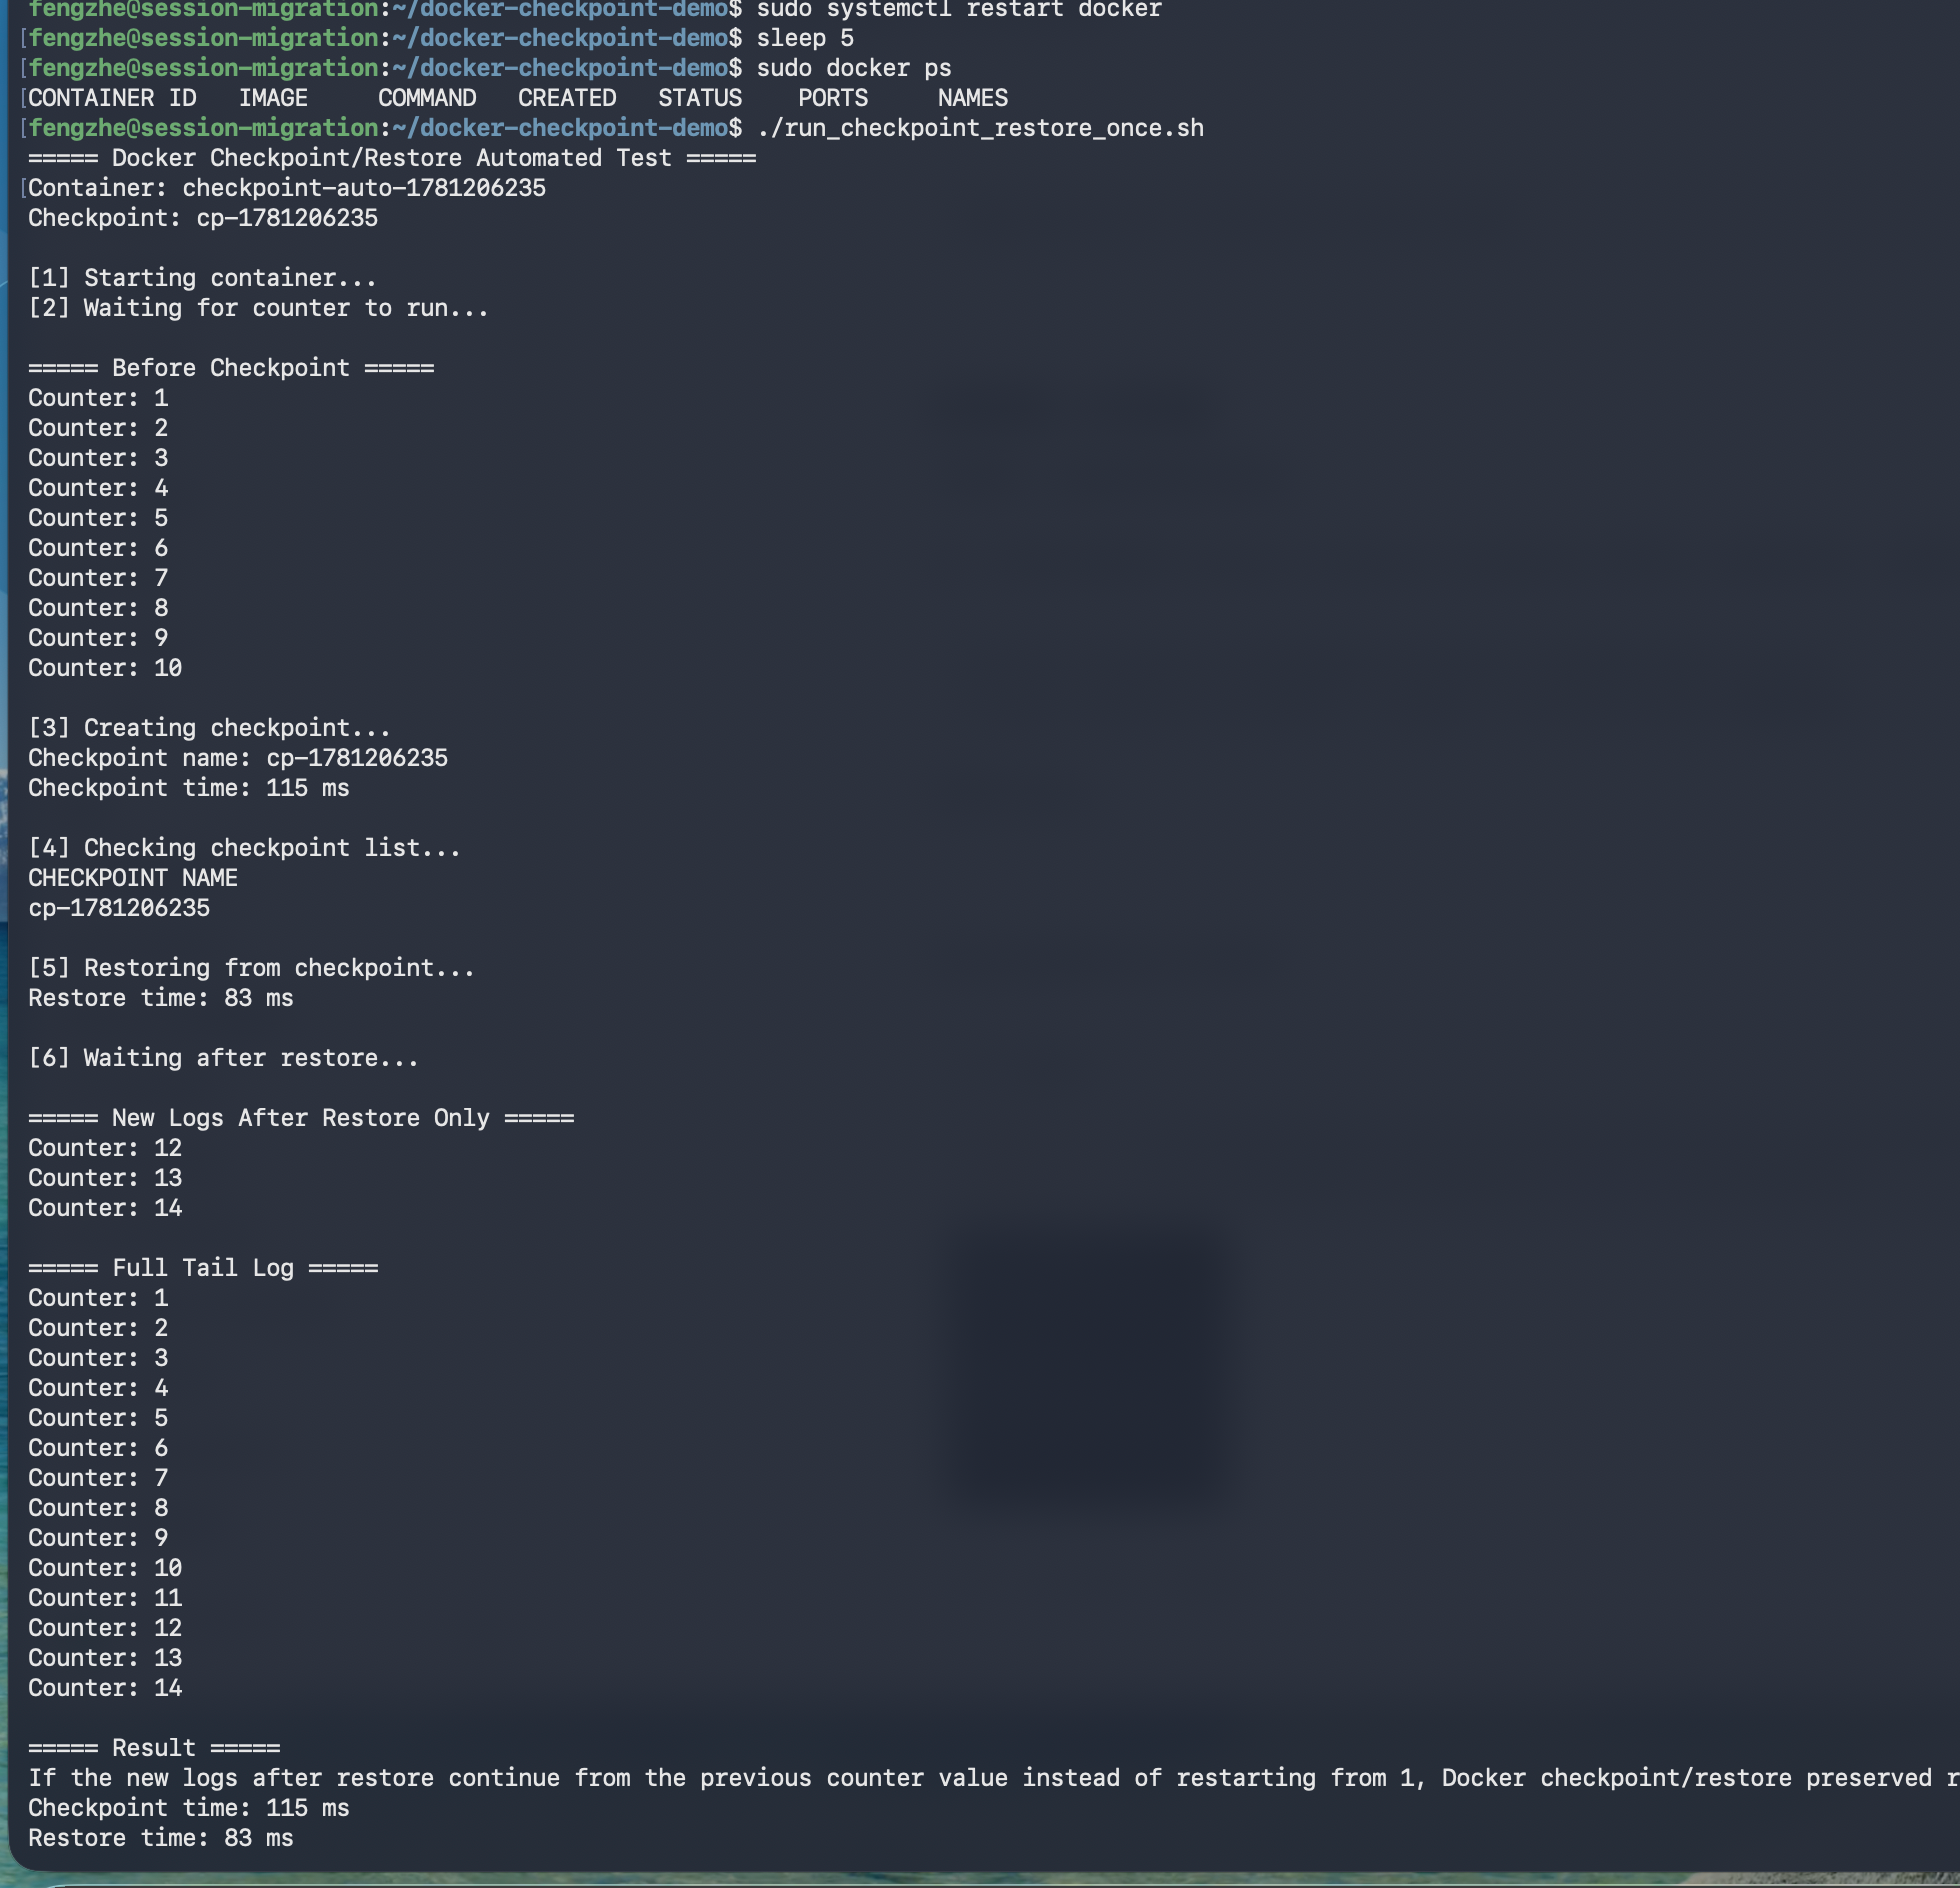 fengzhe@session-migration:~/docker-checkpoint-demo$ sudo systemctl restart docker
[fengzhe@session-migration:~/docker-checkpoint-demo$ sleep 5
[fengzhe@session-migration:~/docker-checkpoint-demo$ sudo docker ps
[CONTAINER ID   IMAGE     COMMAND   CREATED   STATUS    PORTS     NAMES
[fengzhe@session-migration:~/docker-checkpoint-demo$ ./run_checkpoint_restore_once.sh
===== Docker Checkpoint/Restore Automated Test =====
[Container: checkpoint-auto-1781206235
Checkpoint: cp-1781206235

[1] Starting container...
[2] Waiting for counter to run...

===== Before Checkpoint =====
Counter: 1
Counter: 2
Counter: 3
Counter: 4
Counter: 5
Counter: 6
Counter: 7
Counter: 8
Counter: 9
Counter: 10

[3] Creating checkpoint...
Checkpoint name: cp-1781206235
Checkpoint time: 115 ms

[4] Checking checkpoint list...
CHECKPOINT NAME
cp-1781206235

[5] Restoring from checkpoint...
Restore time: 83 ms

[6] Waiting after restore...

===== New Logs After Restore Only =====
Counter: 12
Counter: 13
Counter: 14

===== Full Tail Log =====
Counter: 1
Counter: 2
Counter: 3
Counter: 4
Counter: 5
Counter: 6
Counter: 7
Counter: 8
Counter: 9
Counter: 10
Counter: 11
Counter: 12
Counter: 13
Counter: 14

===== Result =====
If the new logs after restore continue from the previous counter value instead of restarting from 1, Docker checkpoint/restore preserved r
Checkpoint time: 115 ms
Restore time: 83 ms